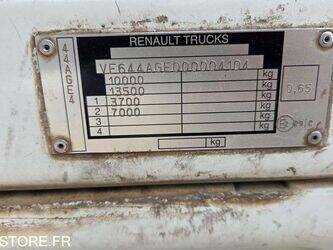 RENAULT TRUCKS
44AGE4
VF644AGE000004104
10000 kg
13500 kg
1 3700 kg
2 7000 kg
3 kg
4 kg
0,65
kg
STORE.FR